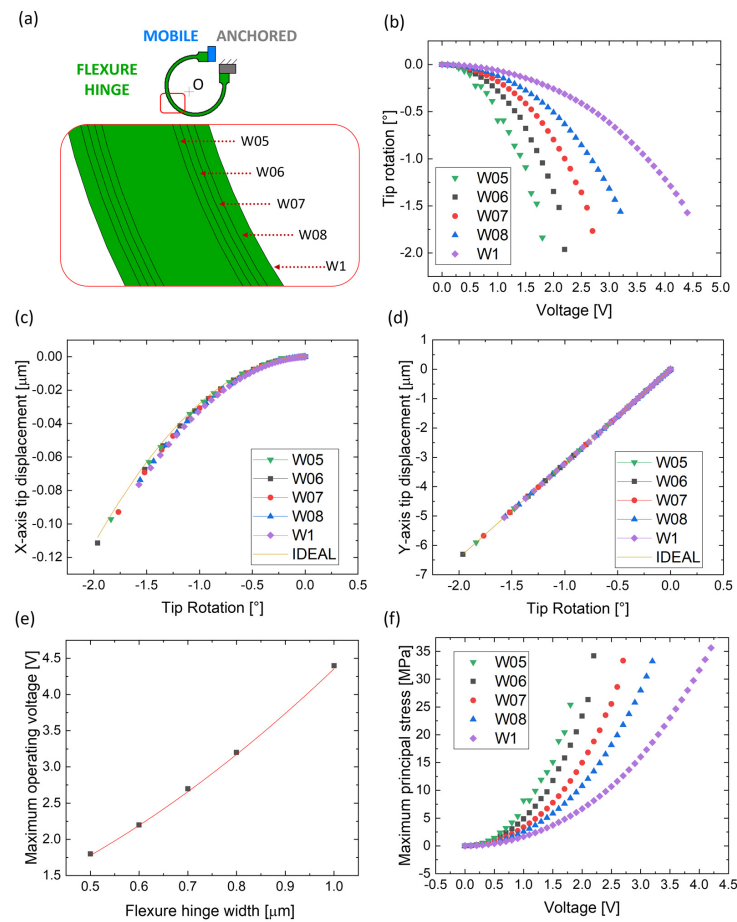 (a)
MOBILE ANCHORED
FLEXURE
HINGE
O
W05
W06
W07
W08
W1
(b)
Tip rotation [°]
0.0
-0.5
-1.0
-1.5
-2.0
W05
W06
W07
W08
W1
0.0 0.5 1.0 1.5 2.0 2.5 3.0 3.5 4.0 4.5 5.0
Voltage [V]
(c)
X-axis tip displacement [µm]
0.00
-0.02
-0.04
-0.06
-0.08
-0.10
-0.12
W05
W06
W07
W08
W1
IDEAL
-2.0 -1.5 -1.0 -0.5 0.0
Tip Rotation [°]
(d)
Y-axis tip displacement [µm]
1
0
-1
-2
-3
-4
-5
-6
-7
W05
W06
W07
W08
W1
IDEAL
-2.0 -1.5 -1.0 -0.5 0.0 0.5
Tip Rotation [°]
(e)
Maximum operating voltage [V]
4.5
4.0
3.5
3.0
2.5
2.0
1.5
0.5 0.6 0.7 0.8 0.9 1.0
Flexure hinge width [µm]
(f)
Maximum principal stress [MPa]
35
30
25
20
15
10
5
0
-5
W05
W06
W07
W08
W1
-0.5 0.0 0.5 1.0 1.5 2.0 2.5 3.0 3.5 4.0 4.5
Voltage [V]